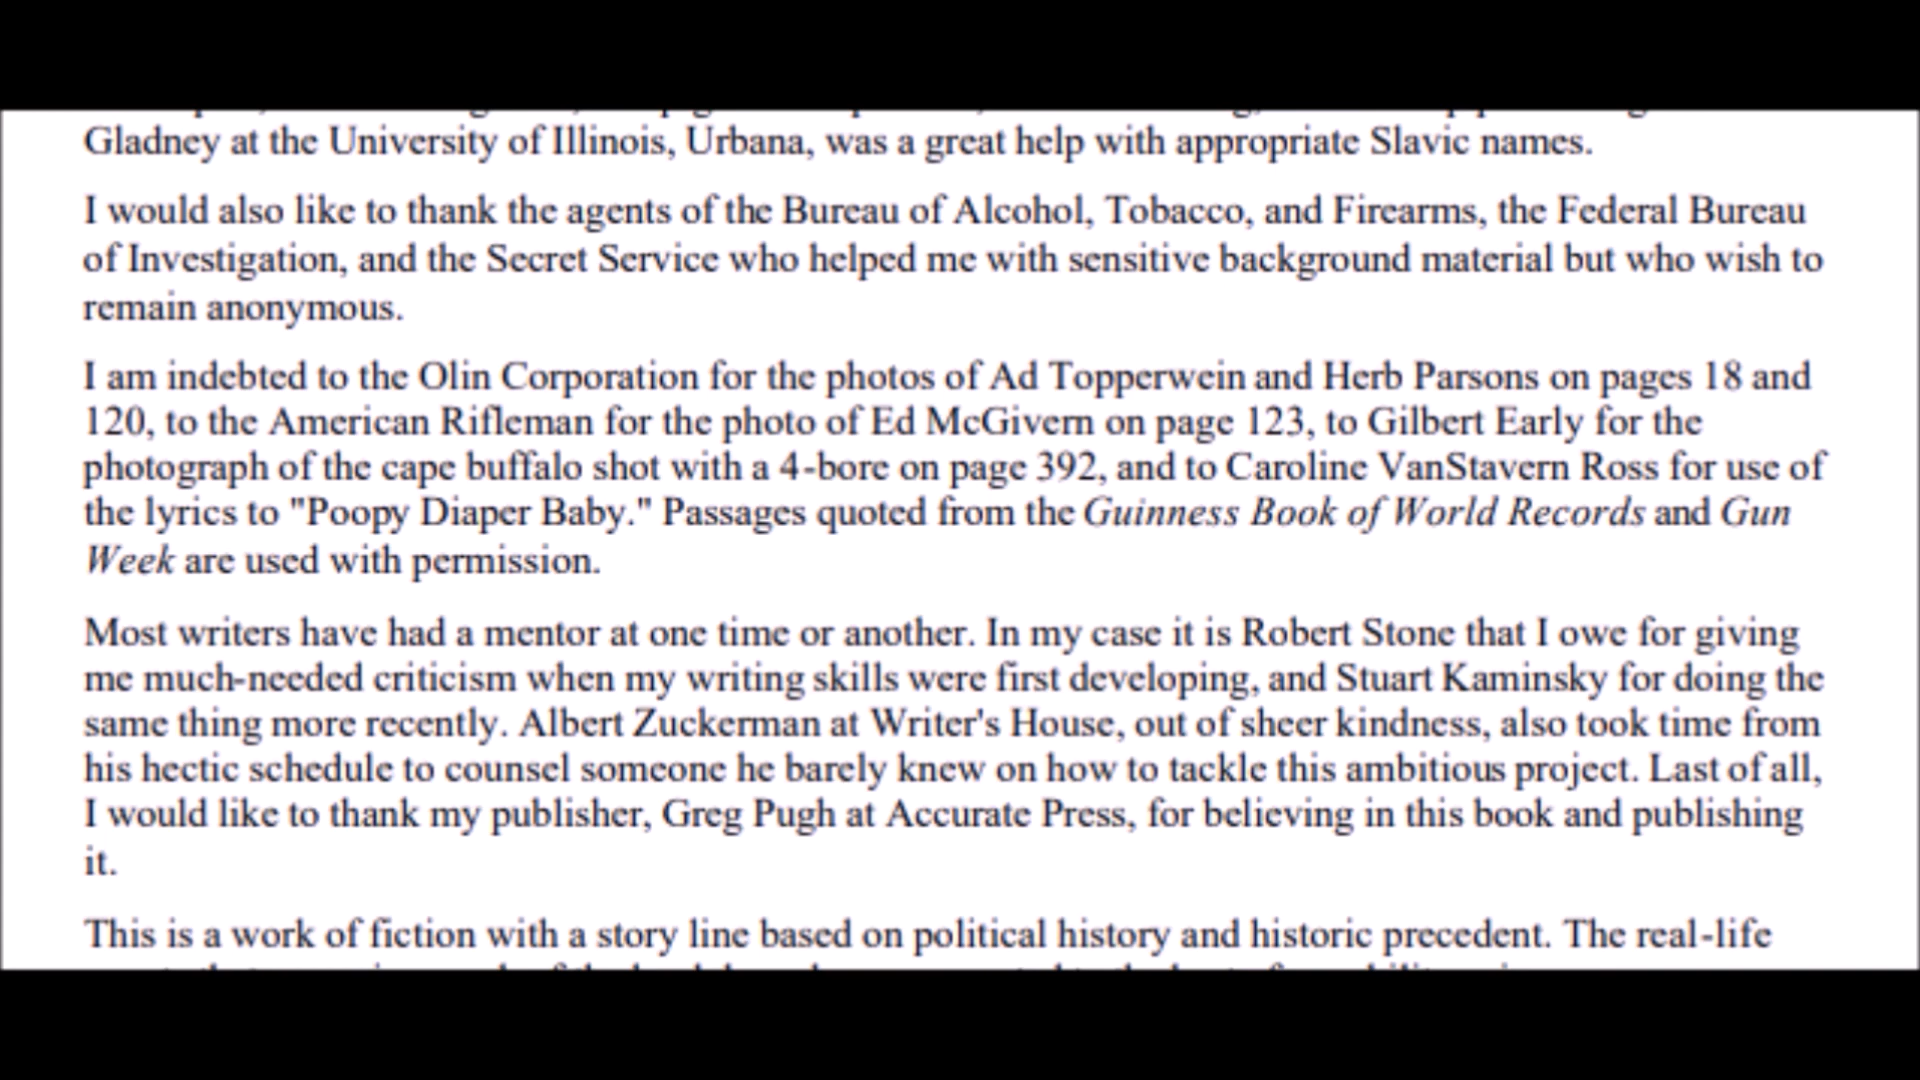 Gladney at the University of Illinois, Urbana, was a great help with appropriate Slavic names.
I would also like to thank the agents of the Bureau of Alcohol, Tobacco, and Firearms, the Federal Bureau
of Investigation, and the Secret Service who helped me with sensitive background material but who wish to
remain anonymous.
I am indebted to the Olin Corporation for the photos of Ad Topperwein and Herb Parsons on pages 18 and
120, to the American Rifleman for the photo of Ed McGivern on page 123, to Gilbert Early for the
photograph of the cape buffalo shot with a 4-bore on page 392, and to Caroline VanStavern Ross for use of
the lyrics to "Poopy Diaper Baby." Passages quoted from the Guinness Book of World Records and Gun
Week are used with permission.
Most writers have had a mentor at one time or another. In my case it is Robert Stone that I owe for giving
me much-needed criticism when my writing skills were first developing, and Stuart Kaminsky for doing the
same thing more recently. Albert Zuckerman at Writer's House, out of sheer kindness, also took time from
his hectic schedule to counsel someone he barely knew on how to tackle this ambitious project. Last of all,
I would like to thank my publisher, Greg Pugh at Accurate Press, for believing in this book and publishing
it.
This is a work of fiction with a story line based on political history and historic precedent. The real-life